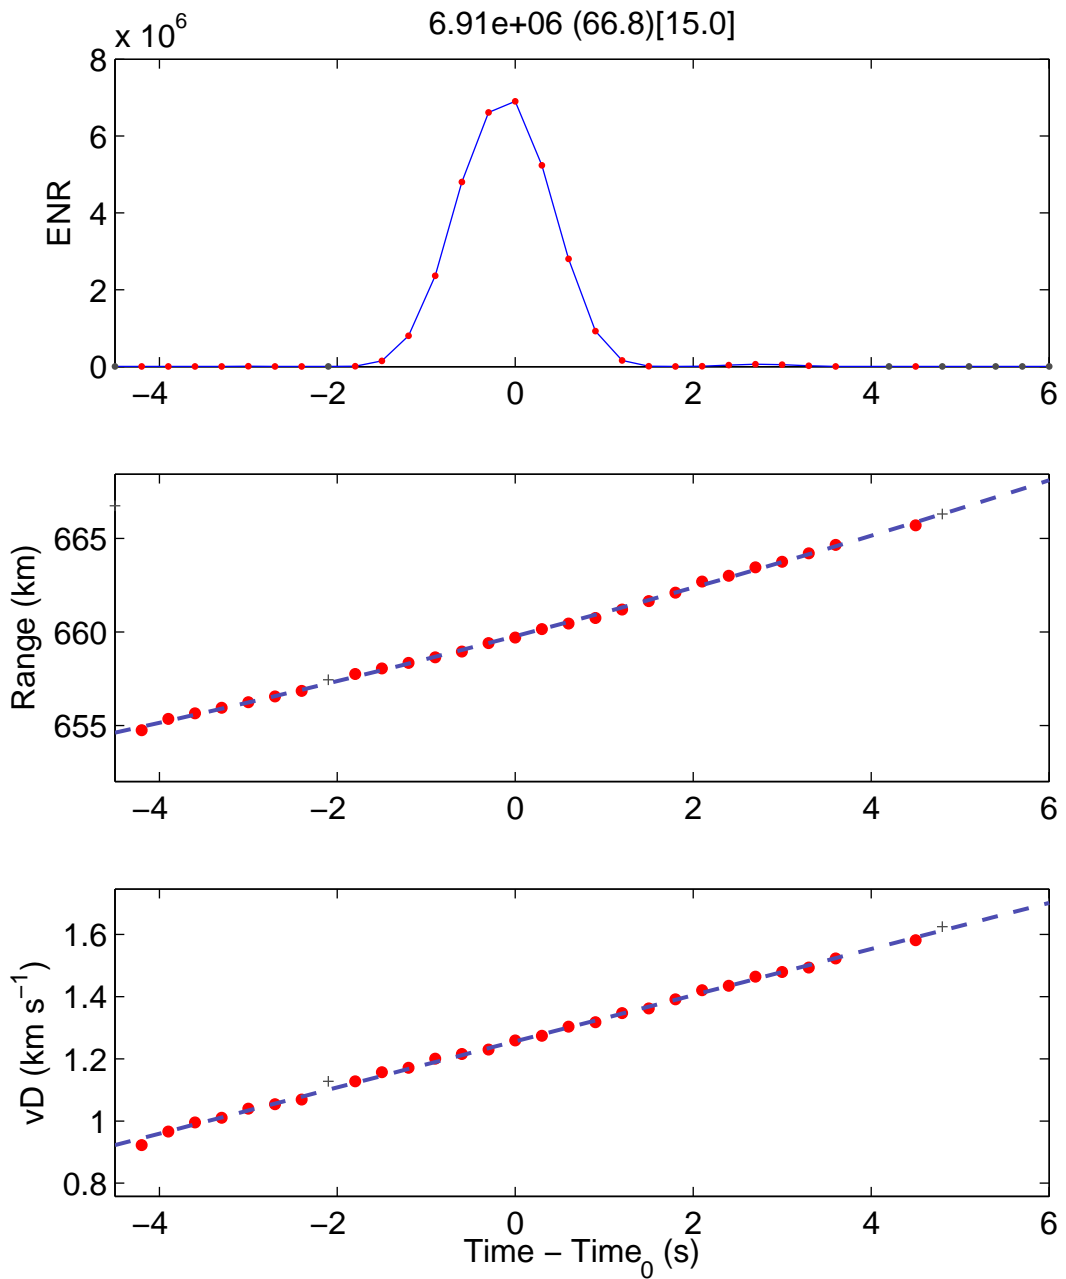 6.91e+06 (66.8)[15.0]
x 10^6
8
6
4
2
0
ENR
−4 −2 0 2 4 6
665
660
655
Range (km)
−4 −2 0 2 4 6
1.6
1.4
1.2
1
0.8
vD (km s^−1)
−4 −2 0 2 4 6
Time − Time_0 (s)